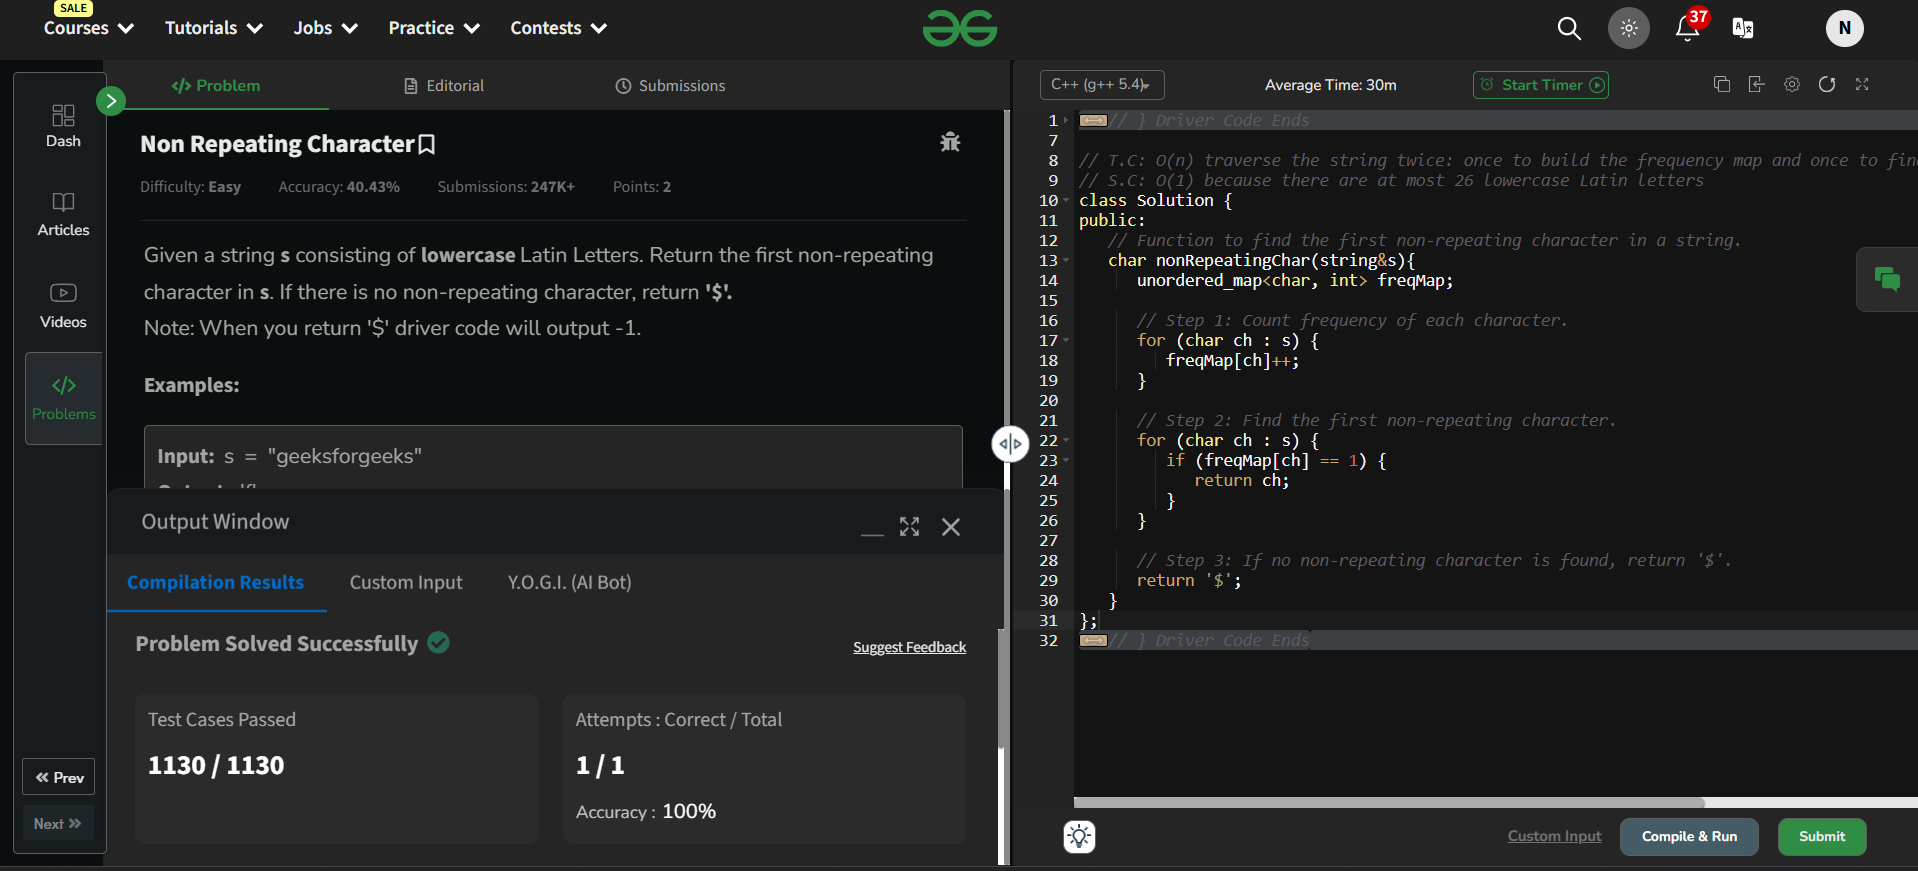 SALE
Courses Tutorials Jobs Practice Contests
37
N
Dash
Articles
Videos
Problems
Prev
Next
</> Problem Editorial Submissions
Non Repeating Character
Difficulty: Easy Accuracy: 40.43% Submissions: 247K+ Points: 2
Given a string s consisting of lowercase Latin Letters. Return the first non-repeating
character in s. If there is no non-repeating character, return '$'.
Note: When you return '$' driver code will output -1.
Examples:
Input: s = "geeksforgeeks"
Output Window
Compilation Results Custom Input Y.O.G.I. (AI Bot)
Problem Solved Successfully
Suggest Feedback
Test Cases Passed
1130 / 1130
Attempts : Correct / Total
1 / 1
Accuracy : 100%
C++ (g++ 5.4) Average Time: 30m Start Timer
1 // } Driver Code Ends
7
8 // T.C: O(n) traverse the string twice: once to build the frequency map and once to
9 // S.C: O(1) because there are at most 26 lowercase Latin letters
10 class Solution {
11 public:
12 // Function to find the first non-repeating character in a string.
13 char nonRepeatingChar(string&s){
14 unordered_map<char, int> freqMap;
15
16 // Step 1: Count frequency of each character.
17 for (char ch : s) {
18 freqMap[ch]++;
19 }
20
21 // Step 2: Find the first non-repeating character.
22 for (char ch : s) {
23 if (freqMap[ch] == 1) {
24 return ch;
25 }
26 }
27
28 // Step 3: If no non-repeating character is found, return '$'.
29 return '$';
30 }
31 };
32 // } Driver Code Ends
Custom Input Compile & Run Submit